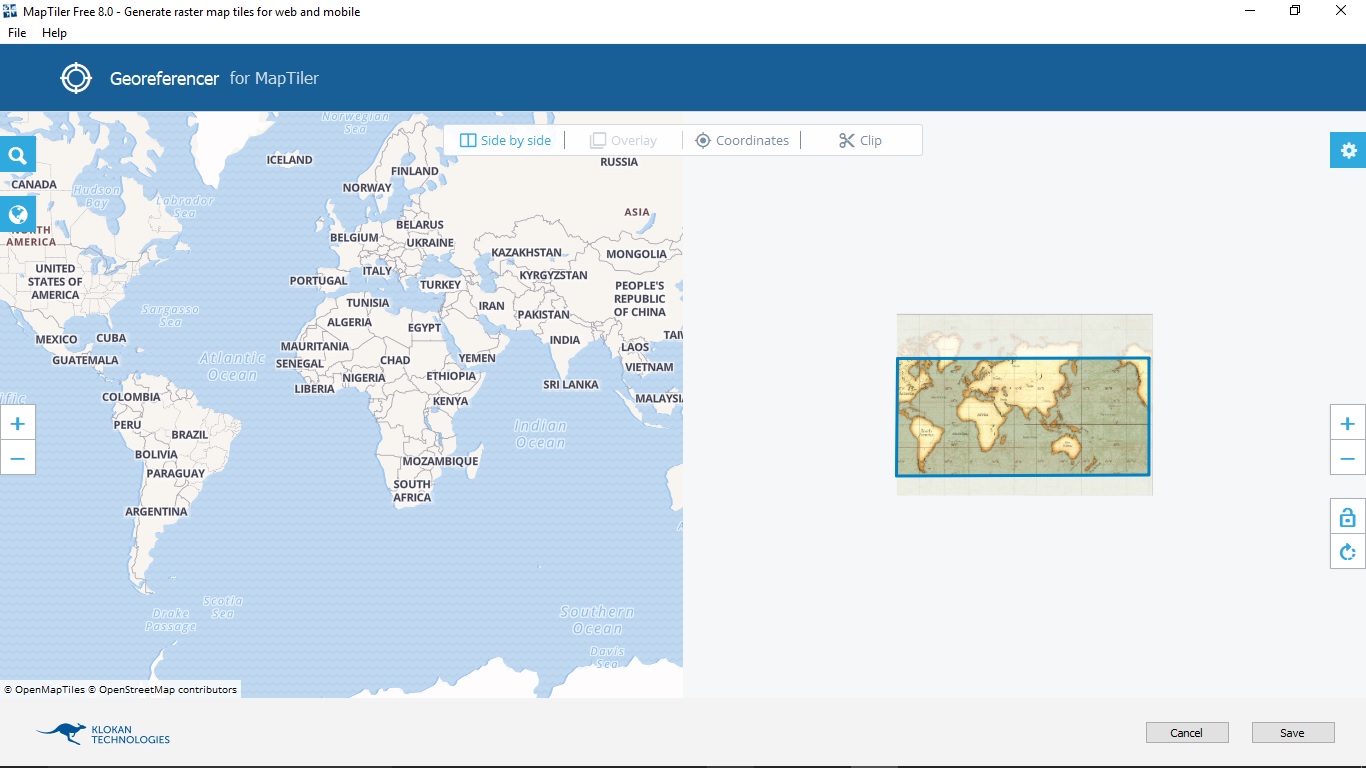 MapTiler Free 8.0 - Generate raster map tiles for web and mobile
File Help
Georeferencer for MapTiler
Side by side
Overlay
Coordinates
Clip
Norwegian
Sea
ICELAND
FINLAND
RUSSIA
CANADA
Hudson
Bay
NORWAY
Labrador
Sea
ASIA
NORTH
AMERICA
BELARUS
BELGIUM
UKRAINE
KAZAKHSTAN
MONGOLIA
UNITED
STATES OF
AMERICA
ITALY
PORTUGAL
TURKEY
KYRGYZSTAN
PEOPLE'S
REPUBLIC
OF CHINA
Sargasso
Sea
TUNISIA
IRAN
PAKISTAN
ALGERIA
EGYPT
MEXICO
CUBA
INDIA
TAI
MAURITANIA
LAOS
GUATEMALA
Atlantic
Ocean
SENEGAL
CHAD
YEMEN
VIETNAM
NIGERIA
ETHIOPIA
LIBERIA
SRI LANKA
COLOMBIA
KENYA
MALAYSI
PERU
BRAZIL
Indian
Ocean
BOLIVIA
PARAGUAY
MOZAMBIQUE
SOUTH
AFRICA
ARGENTINA
Scotia
Sea
Drake
Passage
Southern
Ocean
Davis
Sea
© OpenMapTiles © OpenStreetMap contributors
KLOKAN
TECHNOLOGIES
Cancel
Save